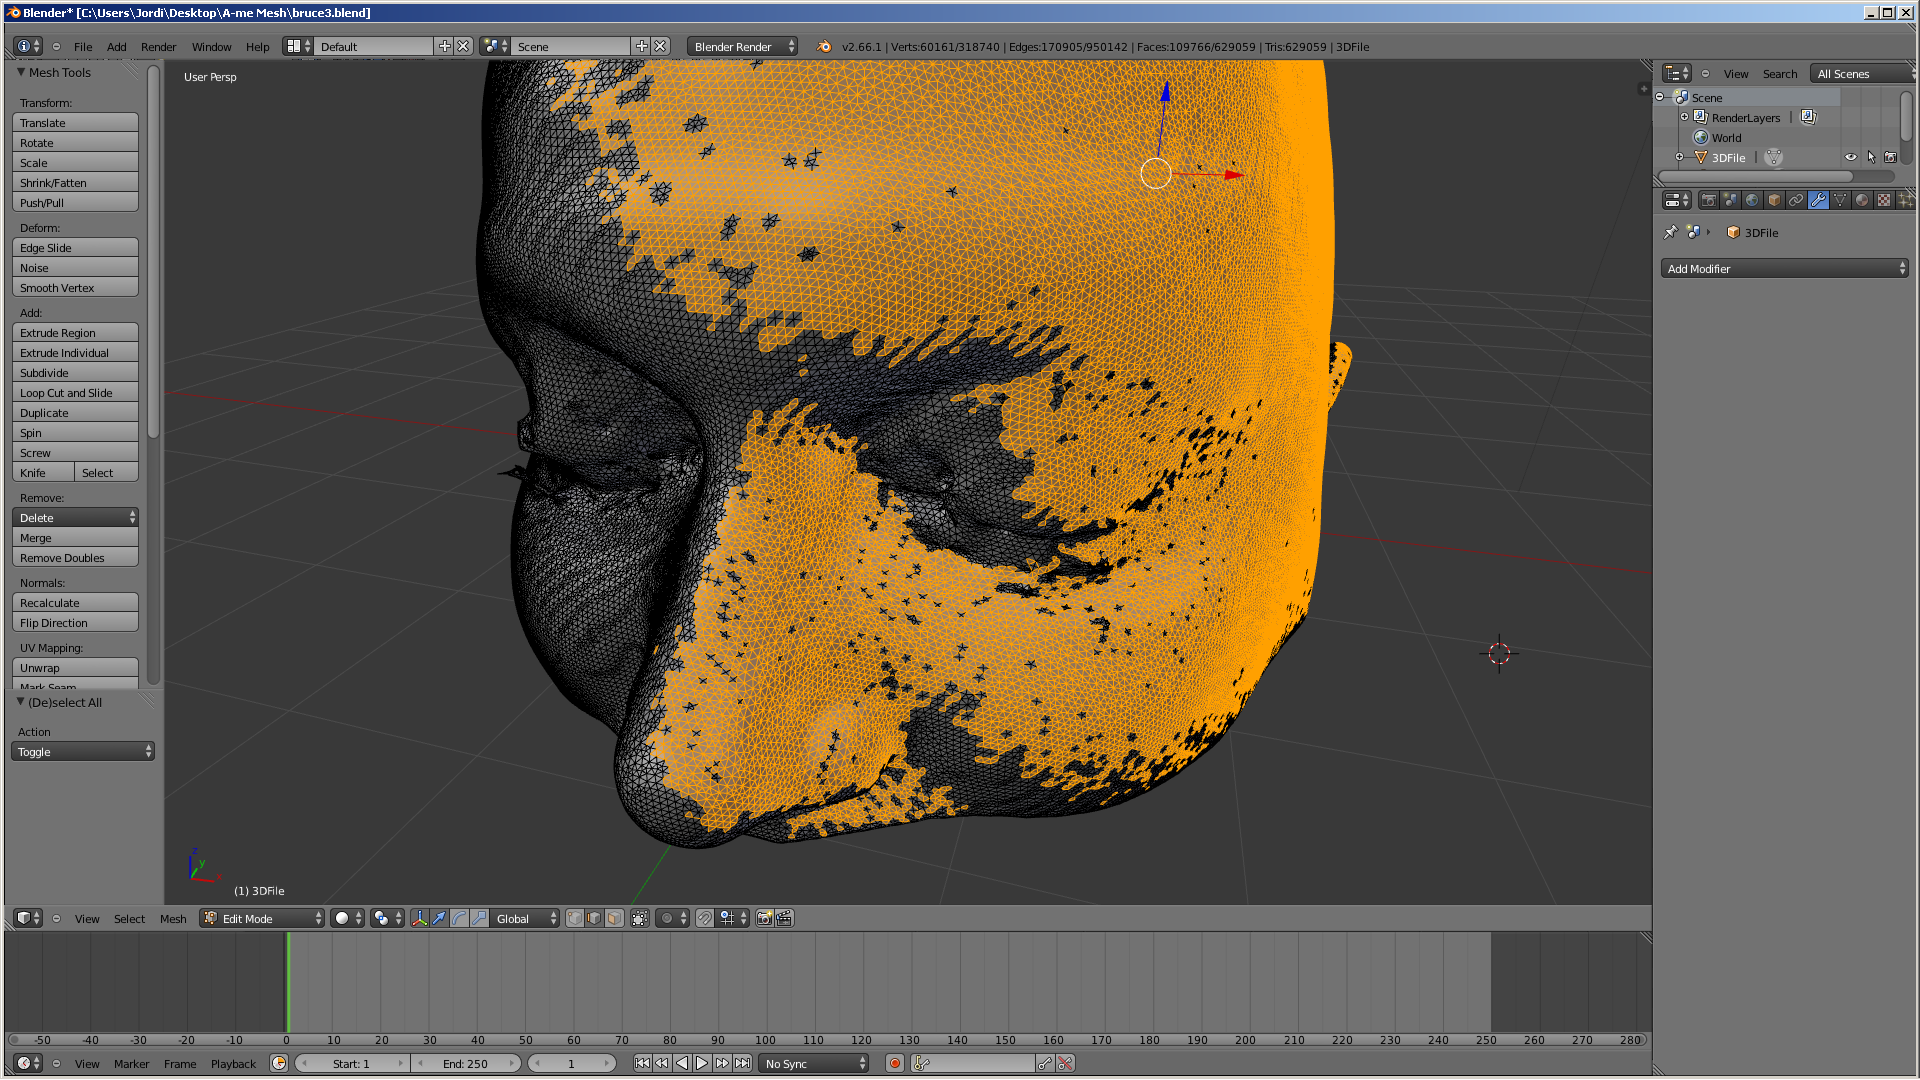 Blender* [C:\Users\Jordi\Desktop\A-me Mesh\bruce3.blend]
File Add Render Window Help Default Scene Blender Render v2.66.1 | Verts:60161/318740 | Edges:170905/950142 | Faces:109766/629059 | Tris:629059 | 3DFile
Mesh Tools
Transform:
Translate
Rotate
Scale
Shrink/Fatten
Push/Pull
Deform:
Edge Slide
Noise
Smooth Vertex
Add:
Extrude Region
Extrude Individual
Subdivide
Loop Cut and Slide
Duplicate
Spin
Screw
Knife Select
Remove:
Delete
Merge
Remove Doubles
Normals:
Recalculate
Flip Direction
UV Mapping:
Unwrap
Mark Seam
(De)select All
Action
Toggle
User Persp
z
y
x
(1) 3DFile
View Search All Scenes
Scene
RenderLayers |
World
3DFile |
3DFile
Add Modifier
View Select Mesh Edit Mode Global
-50 -40 -30 -20 -10 0 10 20 30 40 50 60 70 80 90 100 110 120 130 140 150 160 170 180 190 200 210 220 230 240 250 260 270 280
View Marker Frame Playback Start: 1 End: 250 1 No Sync